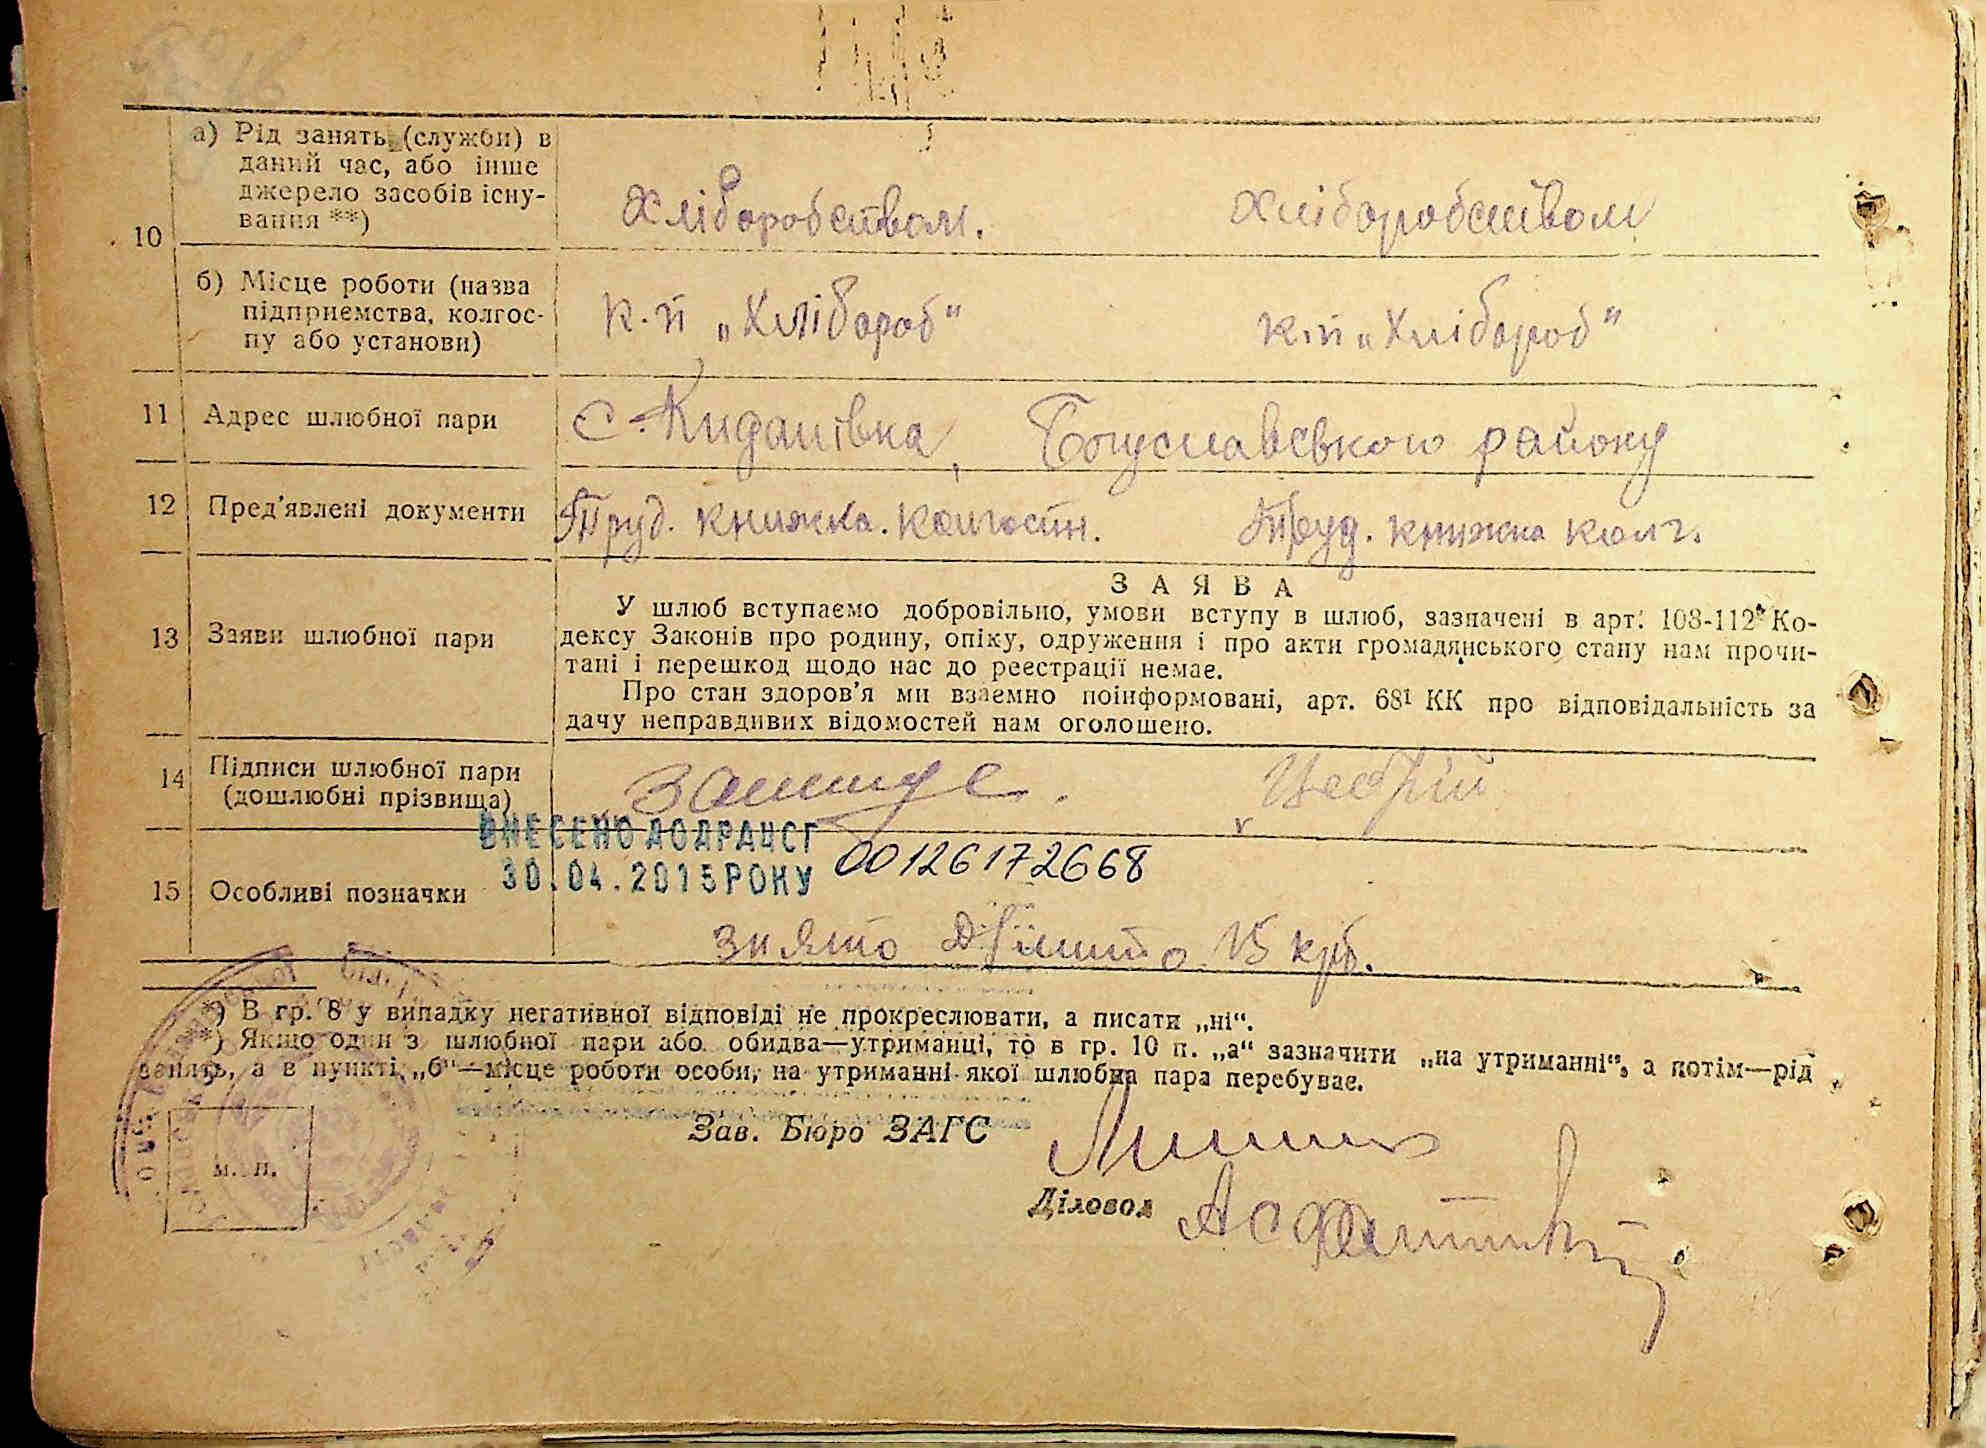 10
а) Рід занять (служби) в
даний час, або інше
джерело засобів існу-
вання **)
Хліборобством.
Хліборобством
б) Місце роботи (назва
підприємства, колгос-
пу або установи)
к-п „Хлібороб“
к-п „Хлібороб“
11 Адрес шлюбної пари
с. Киданівка, Богуславського району
12 Пред'явлені документи
Труд. книжка. колгоспн.
Труд. книжка колг.
13 Заяви шлюбної пари
ЗАЯВА
У шлюб вступаємо добровільно, умови вступу в шлюб, зазначені в арт. 108-112 Ко-
дексу Законів про родину, опіку, одруження і про акти громадянського стану нам прочи-
тані і перешкод щодо нас до реєстрації немає.
Про стан здоров'я ми взаємно поінформовані, арт. 68¹ КК про відповідальність за
дачу неправдивих відомостей нам оголошено.
14 Підписи шлюбної пари
(дошлюбні прізвища)
ВНЕСЕНО ДО ДРАЦСГ
30.04.2015 РОКУ 00126172668
15 Особливі позначки
знято 15 крб.
*) В гр. 8 у випадку негативної відповіді не прокреслювати, а писати „ні“.
**) Якщо один з шлюбної пари або обидва—утриманці, то в гр. 10 п. „а“ зазначити „на утриманні“, а потім—рід
занять, а в пункті „б“—місце роботи особи, на утриманні якої шлюбна пара перебуває.
Зав. Бюро ЗАГС
м. п.
Діловод